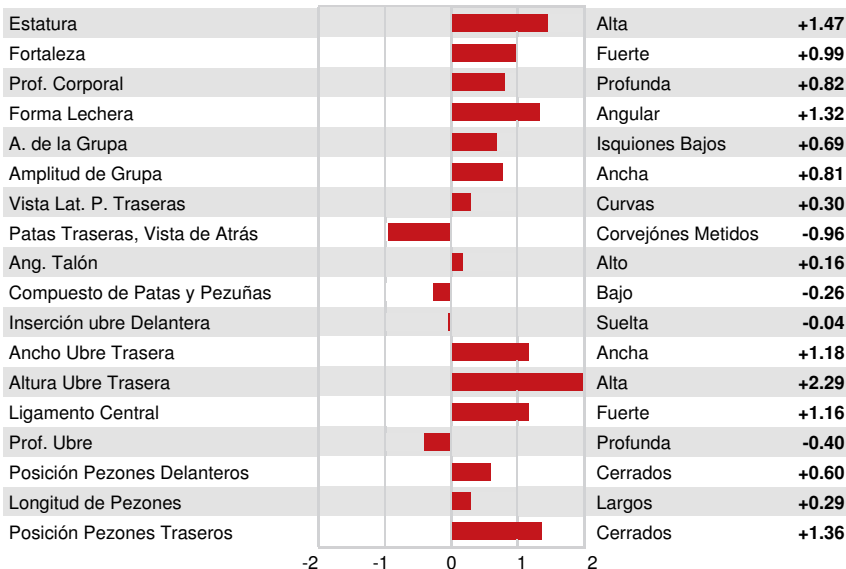 Estatura Alta +1.47
Fortaleza Fuerte +0.99
Prof. Corporal Profunda +0.82
Forma Lechera Angular +1.32
A. de la Grupa Isquiones Bajos +0.69
Amplitud de Grupa Ancha +0.81
Vista Lat. P. Traseras Curvas +0.30
Patas Traseras, Vista de Atrás Corvejónes Metidos -0.96
Ang. Talón Alto +0.16
Compuesto de Patas y Pezuñas Bajo -0.26
Inserción ubre Delantera Suelta -0.04
Ancho Ubre Trasera Ancha +1.18
Altura Ubre Trasera Alta +2.29
Ligamento Central Fuerte +1.16
Prof. Ubre Profunda -0.40
Posición Pezones Delanteros Cerrados +0.60
Longitud de Pezones Largos +0.29
Posición Pezones Traseros Cerrados +1.36
-2 -1 0 1 2